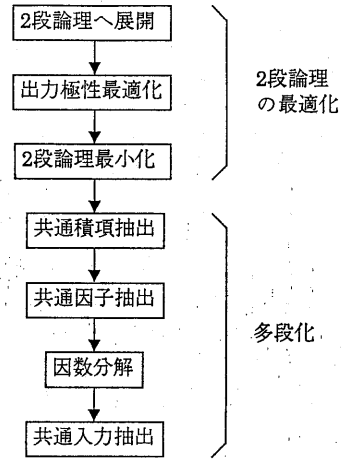 2段論理へ展開
出力極性最適化
2段論理最小化
共通積項抽出
共通因子抽出
因数分解
共通入力抽出
2段論理
の最適化
多段化